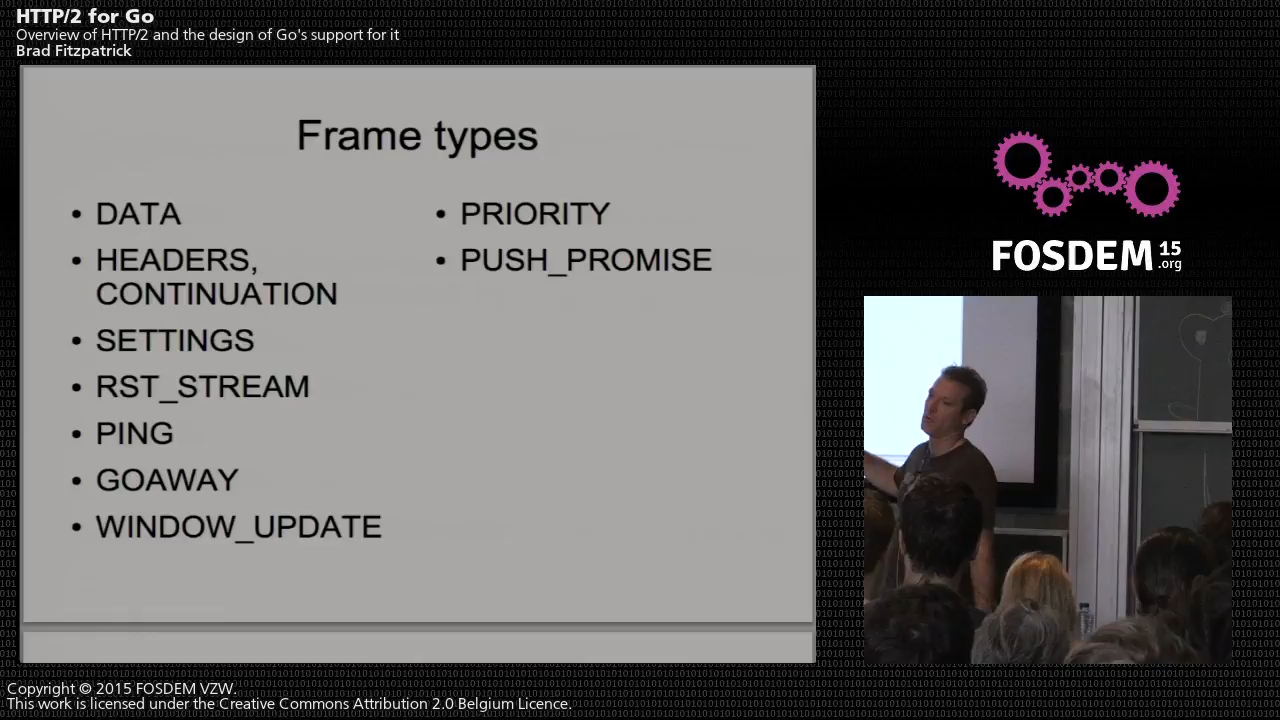 HTTP/2 for Go
Overview of HTTP/2 and the design of Go's support for it
Brad Fitzpatrick
Frame types
• DATA
• HEADERS,
CONTINUATION
• SETTINGS
• RST_STREAM
• PING
• GOAWAY
• WINDOW_UPDATE
• PRIORITY
• PUSH_PROMISE
FOSDEM 15
.org
Copyright © 2015 FOSDEM VZW.
This work is licensed under the Creative Commons Attribution 2.0 Belgium Licence.